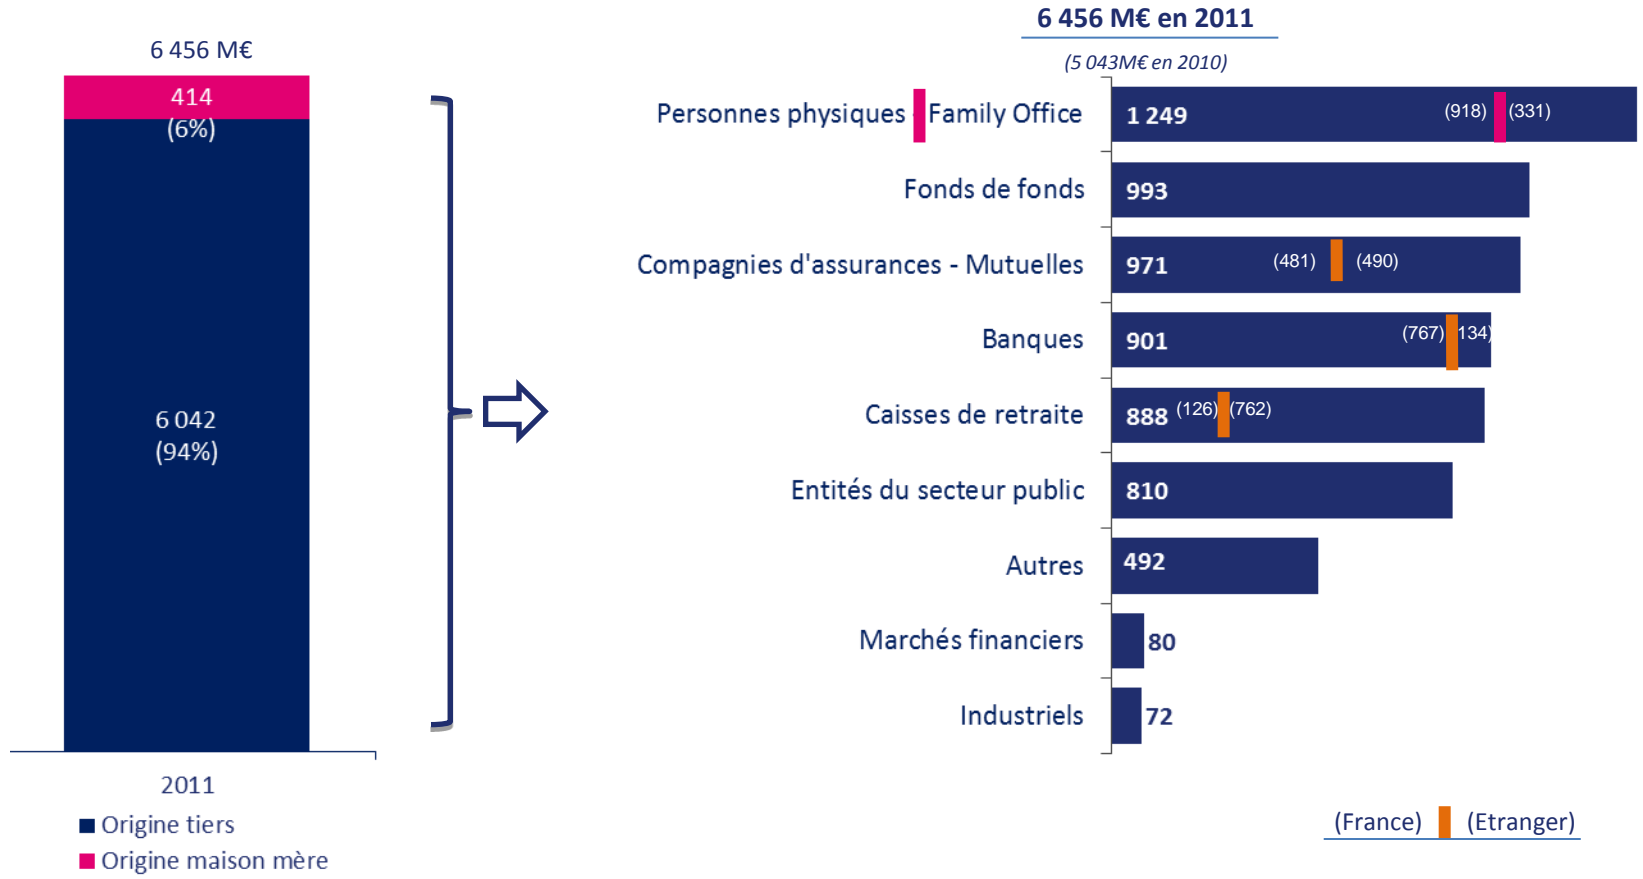 6 456 M€
414
(6%)
6 042
(94%)
2011
Origine tiers
Origine maison mère
6 456 M€ en 2011
(5 043M€ en 2010)
Personnes physiques Family Office
1 249
(918) (331)
Fonds de fonds
993
Compagnies d'assurances - Mutuelles
971
(481) (490)
Banques
901
(767) 134)
Caisses de retraite
888
(126) (762)
Entités du secteur public
810
Autres
492
Marchés financiers
80
Industriels
72
(France) (Etranger)